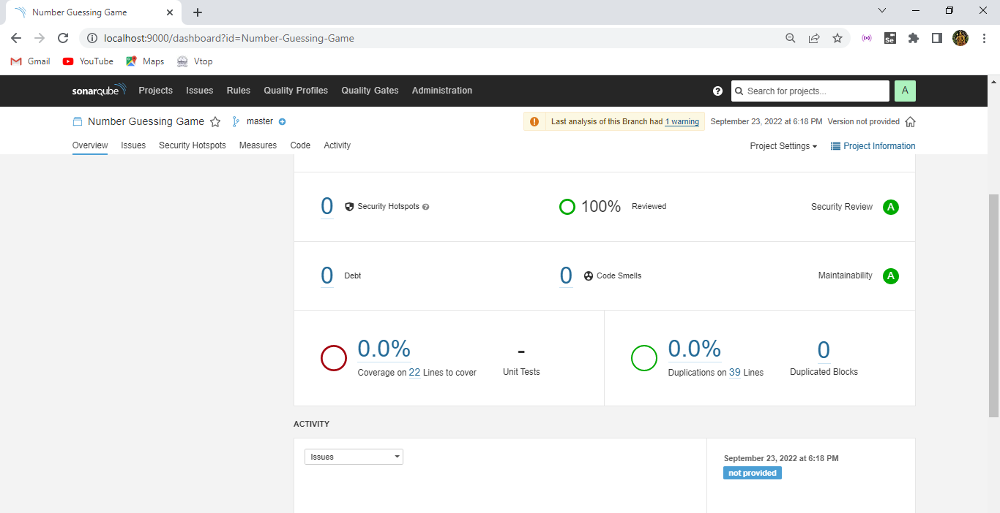 Number Guessing Game
localhost:9000/dashboard?id=Number-Guessing-Game
Se
Gmail YouTube Maps Vtop
sonarqube Projects Issues Rules Quality Profiles Quality Gates Administration ? Search for projects... A
Number Guessing Game master Last analysis of this Branch had 1 warning September 23, 2022 at 6:18 PM Version not provided
Overview Issues Security Hotspots Measures Code Activity Project Settings Project Information
0 Security Hotspots ? 100% Reviewed Security Review A
0 Debt 0 Code Smells Maintainability A
0.0% - 0.0% 0
Coverage on 22 Lines to cover Unit Tests Duplications on 39 Lines Duplicated Blocks
ACTIVITY
Issues September 23, 2022 at 6:18 PM
not provided